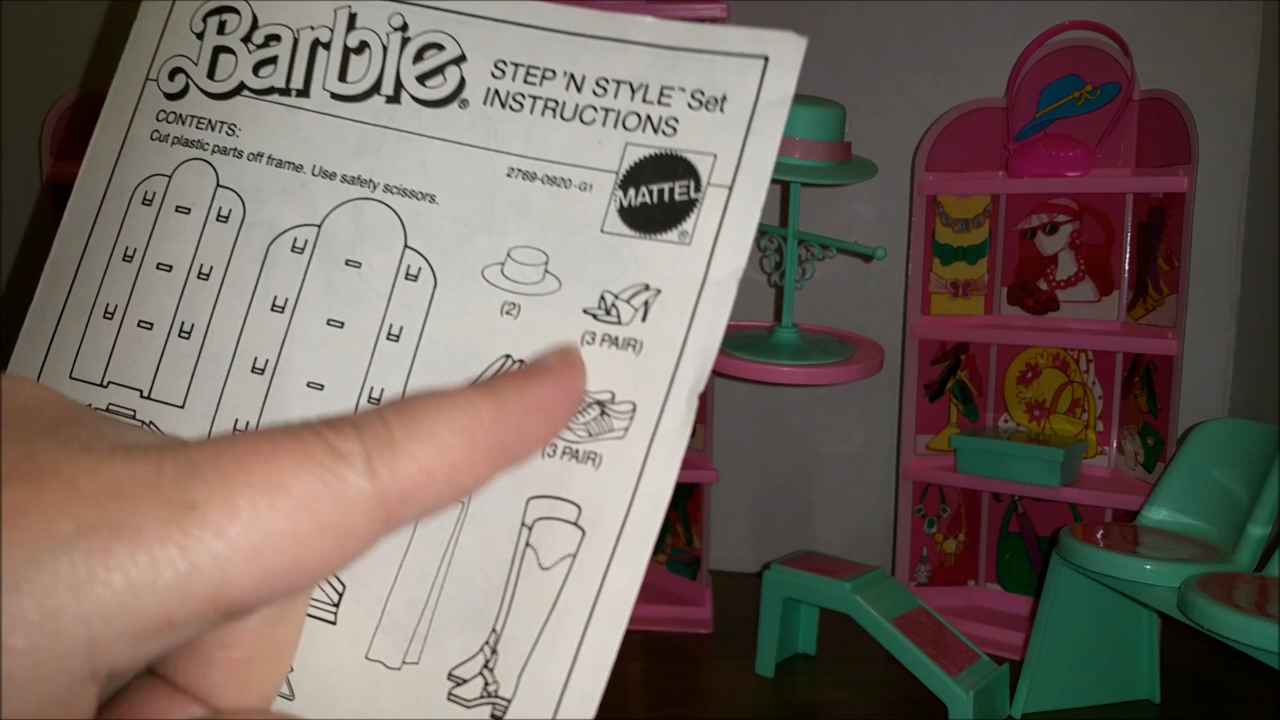 Barbie®
STEP 'N STYLE™ Set
INSTRUCTIONS
CONTENTS:
Cut plastic parts off frame. Use safety scissors.
2769-0920-G1
MATTEL
®
(2)
(3 PAIR)
(3 PAIR)